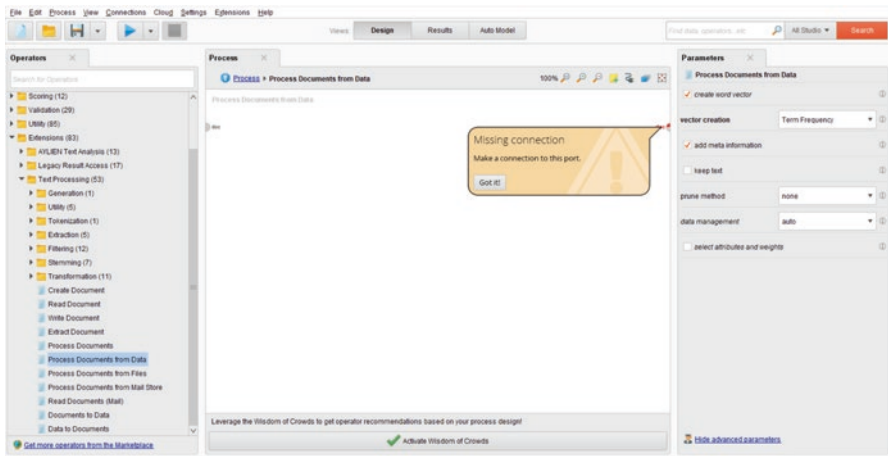 File Edit Process View Connections Cloud Settings Extensions Help
Views: Design Results Auto Model
Find data, operators...etc All Studio Search
Operators
Search for Operators
Scoring (12)
Validation (29)
Utility (85)
Extensions (83)
AYLIEN Text Analysis (13)
Legacy Result Access (17)
Text Processing (53)
Generation (1)
Utility (5)
Tokenization (1)
Extraction (5)
Filtering (12)
Stemming (7)
Transformation (11)
Create Document
Read Document
Write Document
Extract Document
Process Documents
Process Documents from Data
Process Documents from Files
Process Documents from Mail Store
Read Documents (Mail)
Documents to Data
Data to Documents
Get more operators from the Marketplace
Process
Process Process Documents from Data
100%
Process Documents from Data
doc
Missing connection
Make a connection to this port.
Got it!
Leverage the Wisdom of Crowds to get operator recommendations based on your process design!
Activate Wisdom of Crowds
Parameters
Process Documents from Data
create word vector
vector creation Term Frequency
add meta information
keep text
prune method none
data management auto
select attributes and weights
Hide advanced parameters